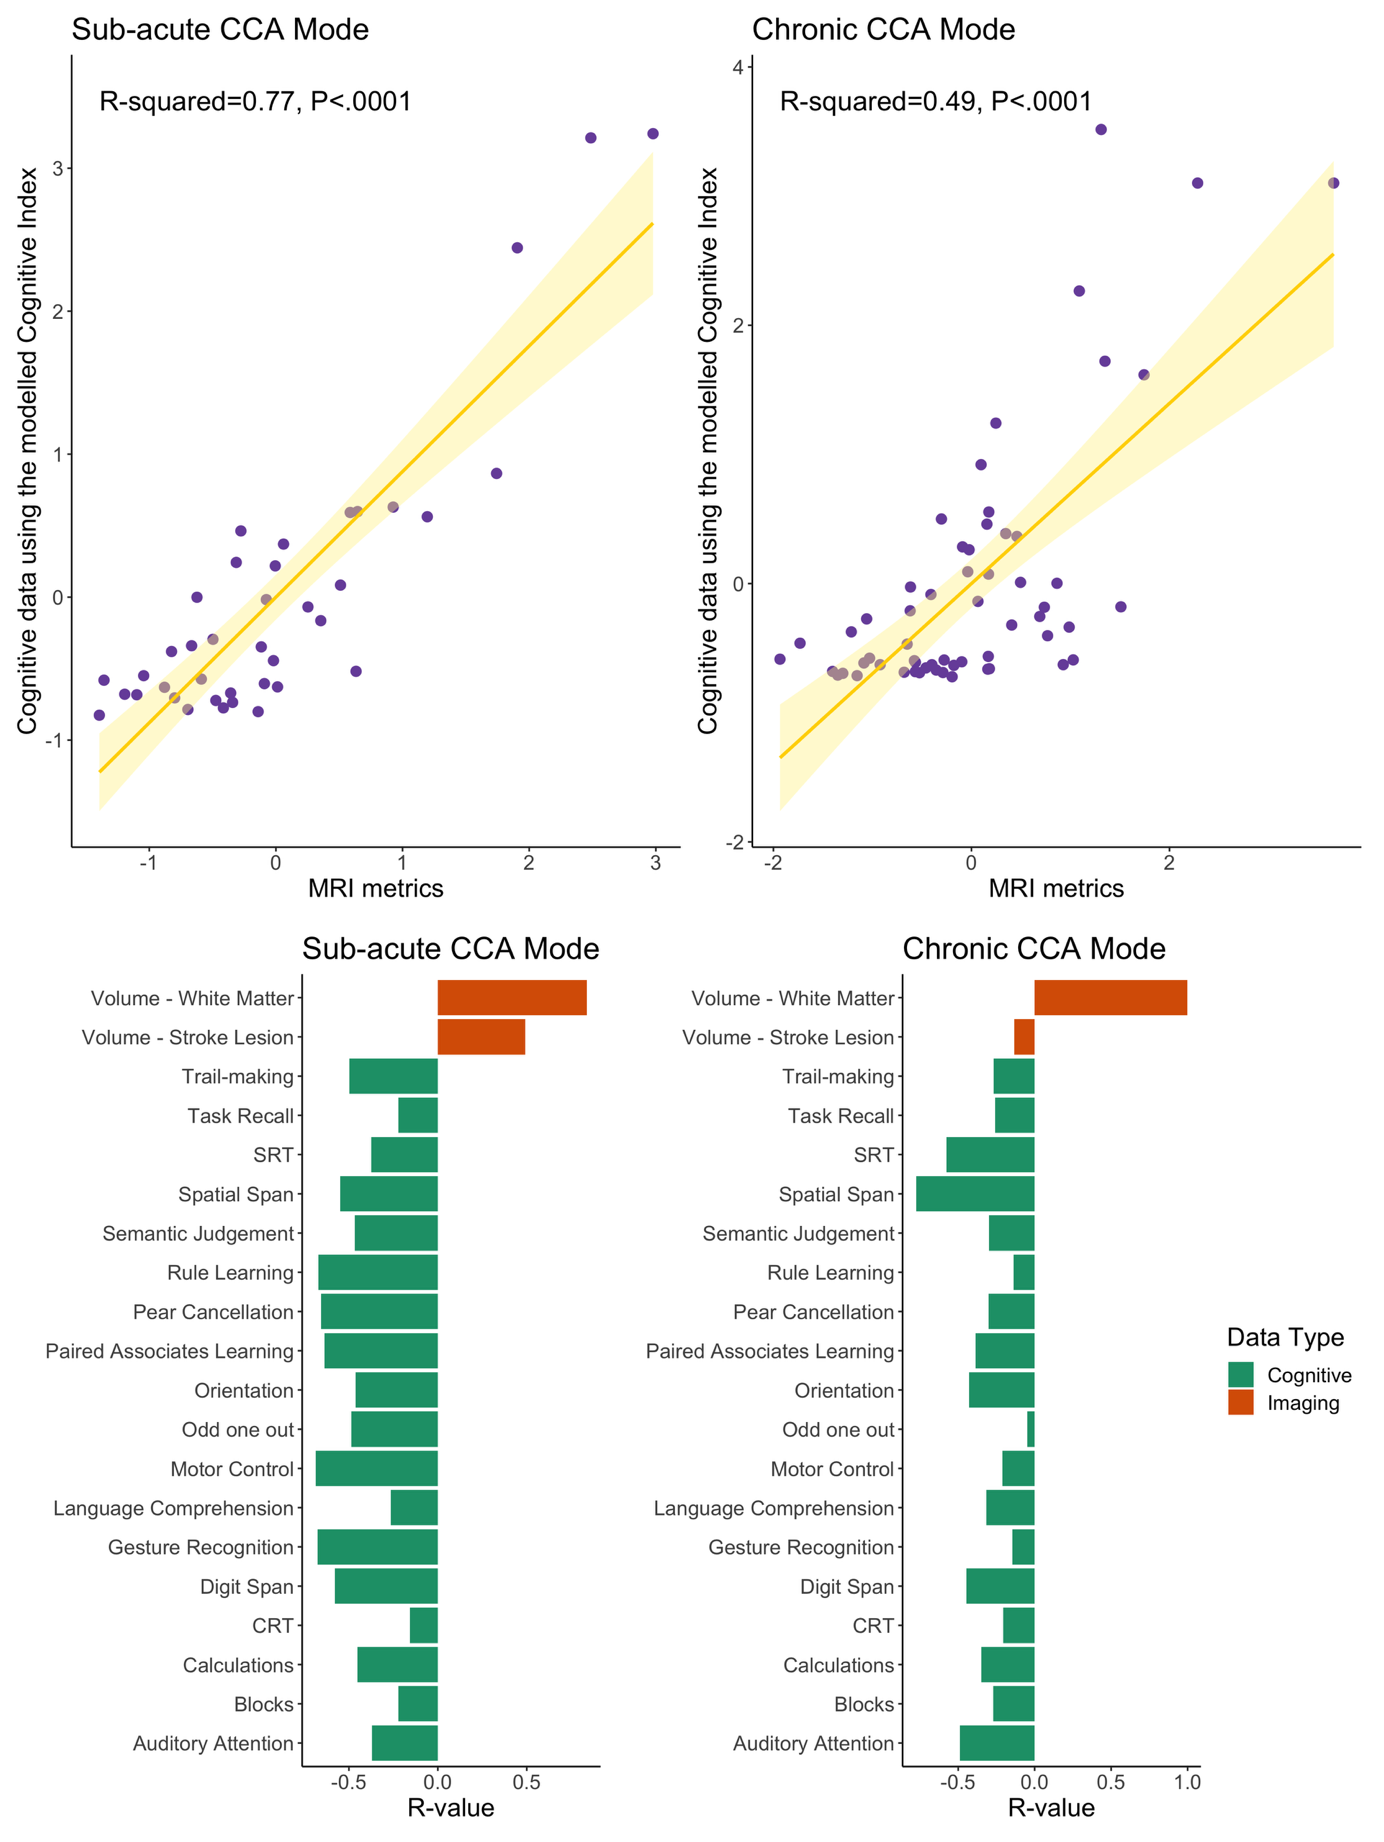 Sub-acute CCA Mode
R-squared=0.77, P<.0001
Cognitive data using the modelled Cognitive Index
3
2
1
0
-1
-1 0 1 2 3
MRI metrics
Chronic CCA Mode
R-squared=0.49, P<.0001
Cognitive data using the modelled Cognitive Index
4
2
0
-2
-2 0 2
MRI metrics
Sub-acute CCA Mode
Volume - White Matter
Volume - Stroke Lesion
Trail-making
Task Recall
SRT
Spatial Span
Semantic Judgement
Rule Learning
Pear Cancellation
Paired Associates Learning
Orientation
Odd one out
Motor Control
Language Comprehension
Gesture Recognition
Digit Span
CRT
Calculations
Blocks
Auditory Attention
-0.5 0.0 0.5
R-value
Chronic CCA Mode
Volume - White Matter
Volume - Stroke Lesion
Trail-making
Task Recall
SRT
Spatial Span
Semantic Judgement
Rule Learning
Pear Cancellation
Paired Associates Learning
Orientation
Odd one out
Motor Control
Language Comprehension
Gesture Recognition
Digit Span
CRT
Calculations
Blocks
Auditory Attention
-0.5 0.0 0.5 1.0
R-value
Data Type
Cognitive
Imaging